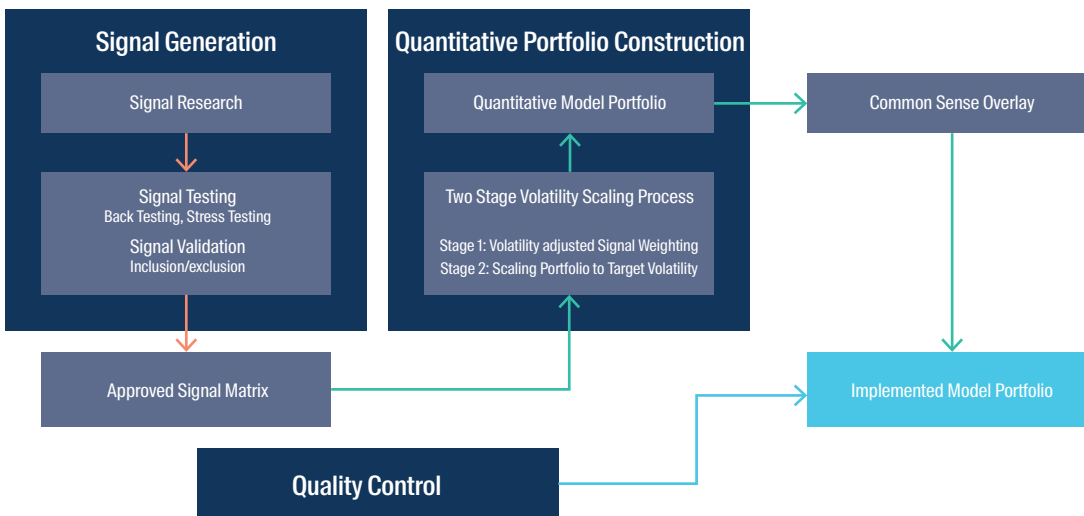 Signal Generation
Signal Research
Signal Testing
Back Testing, Stress Testing
Signal Validation
Inclusion/exclusion
Approved Signal Matrix
Quantitative Portfolio Construction
Quantitative Model Portfolio
Two Stage Volatility Scaling Process
Stage 1: Volatility adjusted Signal Weighting
Stage 2: Scaling Portfolio to Target Volatility
Common Sense Overlay
Implemented Model Portfolio
Quality Control